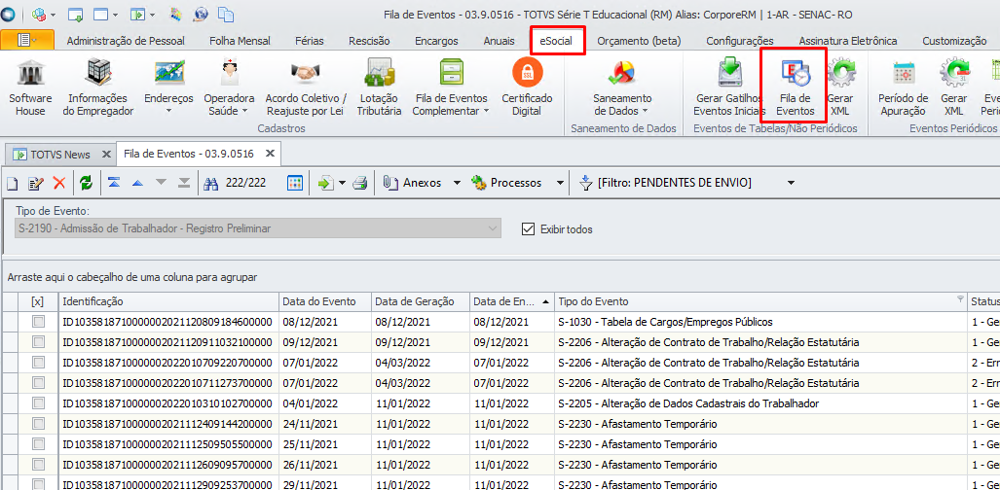 Fila de Eventos - 03.9.0516 - TOTVS Série T Educacional (RM) Alias: CorporeRM | 1-AR - SENAC- RO
Administração de Pessoal Folha Mensal Férias Rescisão Encargos Anuais eSocial Orçamento (beta) Configurações Assinatura Eletrônica Customização
Software House
Informações do Empregador
Endereços
Operadora Saúde
Acordo Coletivo / Reajuste por Lei
Lotação Tributária
Fila de Eventos Complementar
SSL
Certificado Digital
Saneamento de Dados
Gerar Gatilhos Eventos Iniciais
Fila de Eventos
Gerar XML
Período de Apuração
Gerar XML
Cadastros Saneamento de Dados Eventos de Tabelas/Não Periódicos Eventos Periódicos
TOTVS News Fila de Eventos - 03.9.0516
222/222 Anexos Processos [Filtro: PENDENTES DE ENVIO]
Tipo de Evento:
S-2190 - Admissão de Trabalhador - Registro Preliminar Exibir todos
Arraste aqui o cabeçalho de uma coluna para agrupar
[x] Identificação Data do Evento Data de Geração Data de En... Tipo do Evento Status
ID1035818710000002021120809184600000 08/12/2021 08/12/2021 08/12/2021 S-1030 - Tabela de Cargos/Empregos Públicos 1 - Ge
ID1035818710000002021120911032100000 09/12/2021 09/12/2021 09/12/2021 S-2206 - Alteração de Contrato de Trabalho/Relação Estatutária 1 - Ge
ID1035818710000002022010709220700000 07/01/2022 04/03/2022 07/01/2022 S-2206 - Alteração de Contrato de Trabalho/Relação Estatutária 2 - Err
ID1035818710000002022010711273700000 07/01/2022 04/03/2022 07/01/2022 S-2206 - Alteração de Contrato de Trabalho/Relação Estatutária 2 - Err
ID1035818710000002022010310102700000 04/01/2022 11/01/2022 11/01/2022 S-2205 - Alteração de Dados Cadastrais do Trabalhador 1 - Ge
ID1035818710000002021112409144200000 24/11/2021 11/01/2022 11/01/2022 S-2230 - Afastamento Temporário 1 - Ge
ID1035818710000002021112509505500000 25/11/2021 11/01/2022 11/01/2022 S-2230 - Afastamento Temporário 1 - Ge
ID1035818710000002021112609095700000 26/11/2021 11/01/2022 11/01/2022 S-2230 - Afastamento Temporário 1 - Ge
ID1035818710000002021112909253700000 29/11/2021 11/01/2022 11/01/2022 S-2230 - Afastamento Temporário 1 - Ge